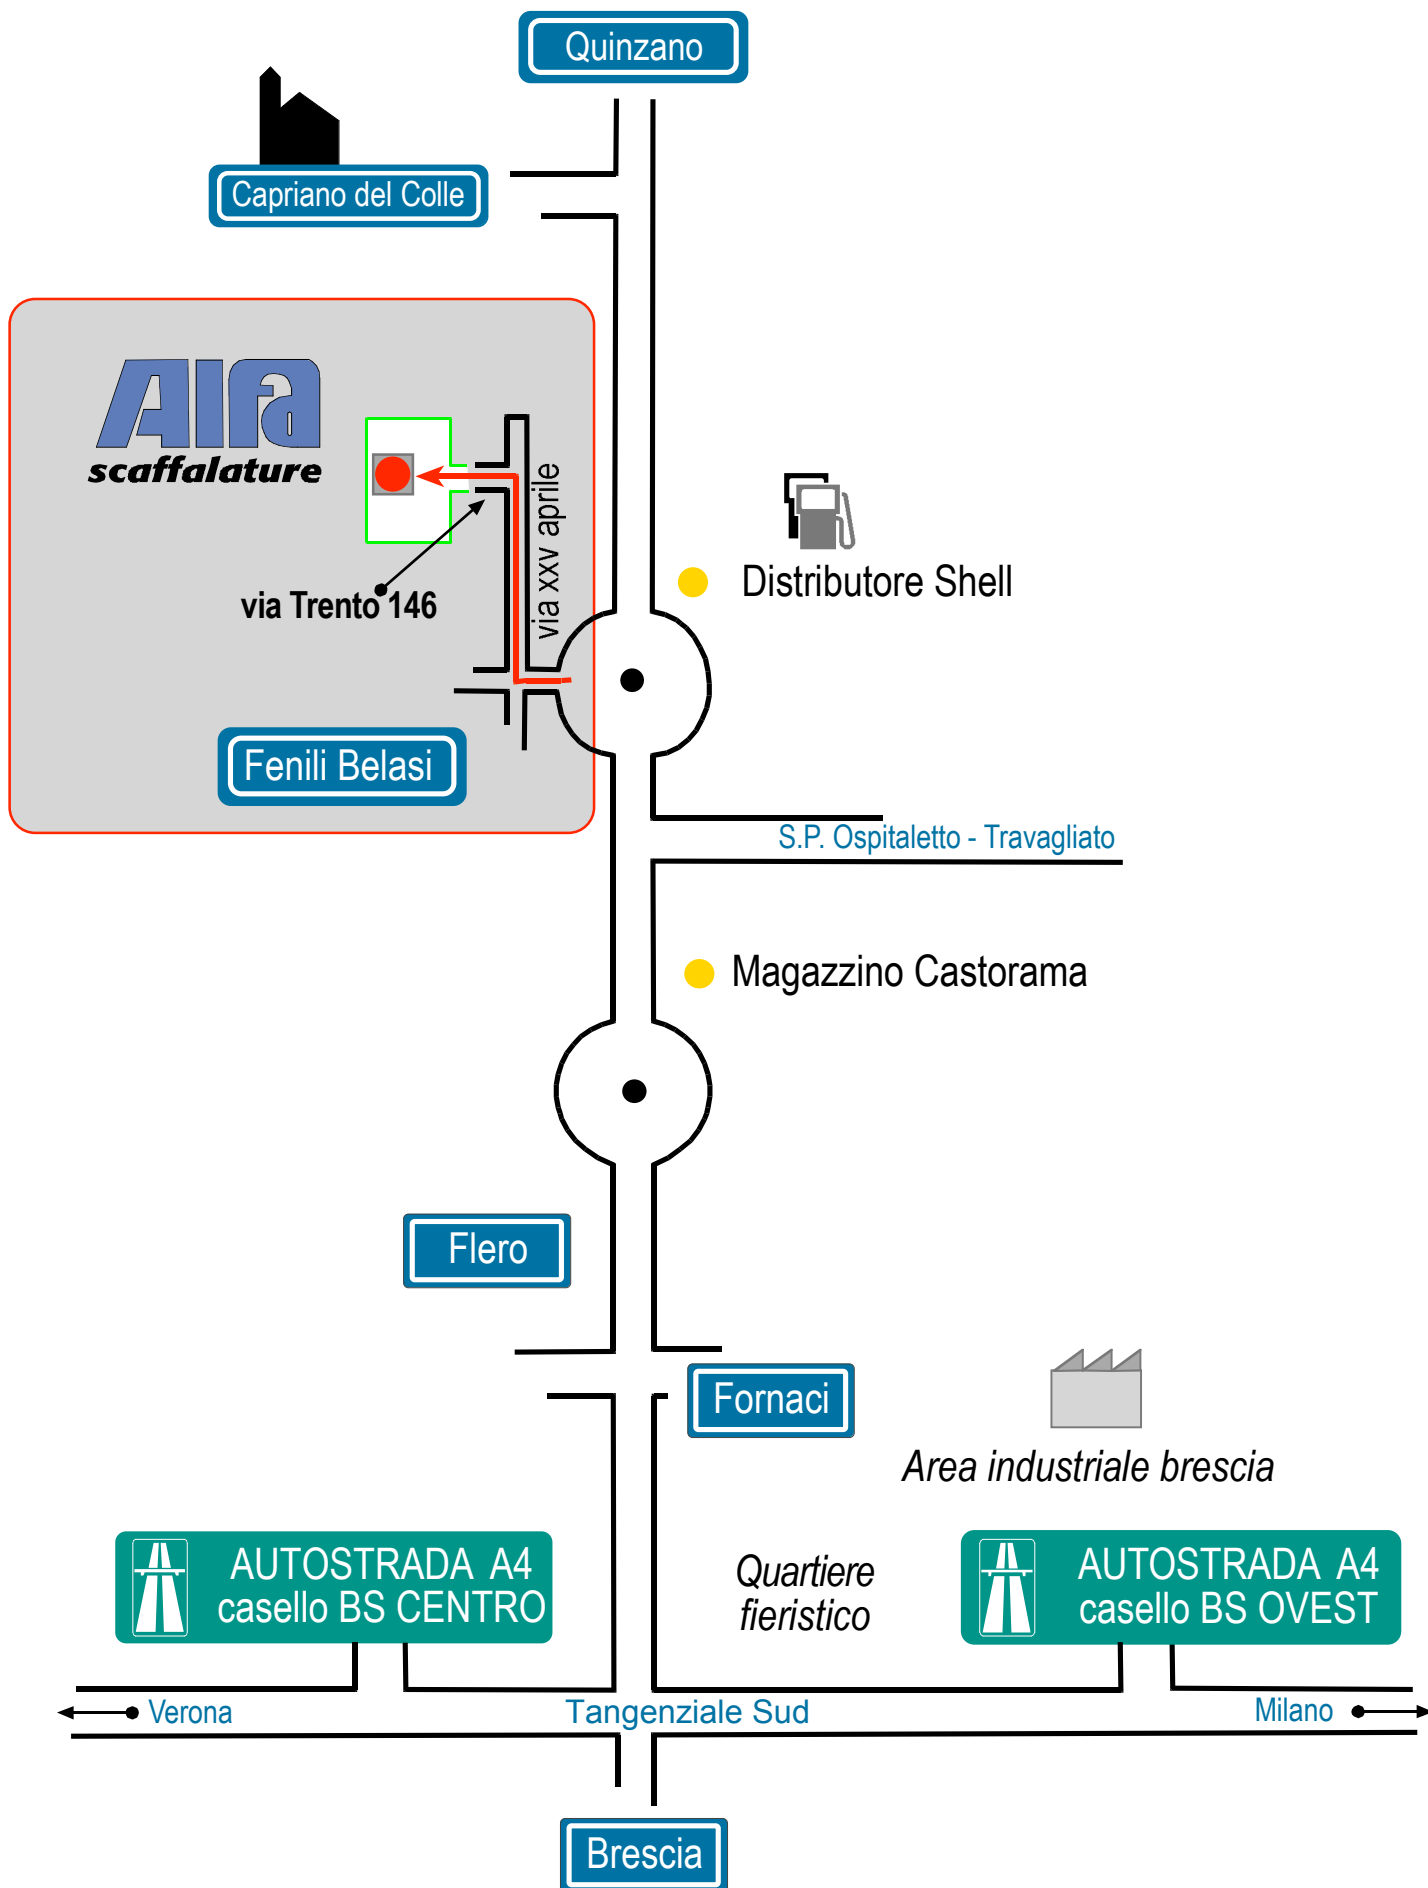 Quinzano
Capriano del Colle
Alfa
scaffalature
via xxv aprile
via Trento 146
Distributore Shell
Fenili Belasi
S.P. Ospitaletto - Travagliato
Magazzino Castorama
Flero
Fornaci
Area industriale brescia
AUTOSTRADA A4
casello BS CENTRO
Quartiere
fieristico
AUTOSTRADA A4
casello BS OVEST
Verona
Tangenziale Sud
Milano
Brescia